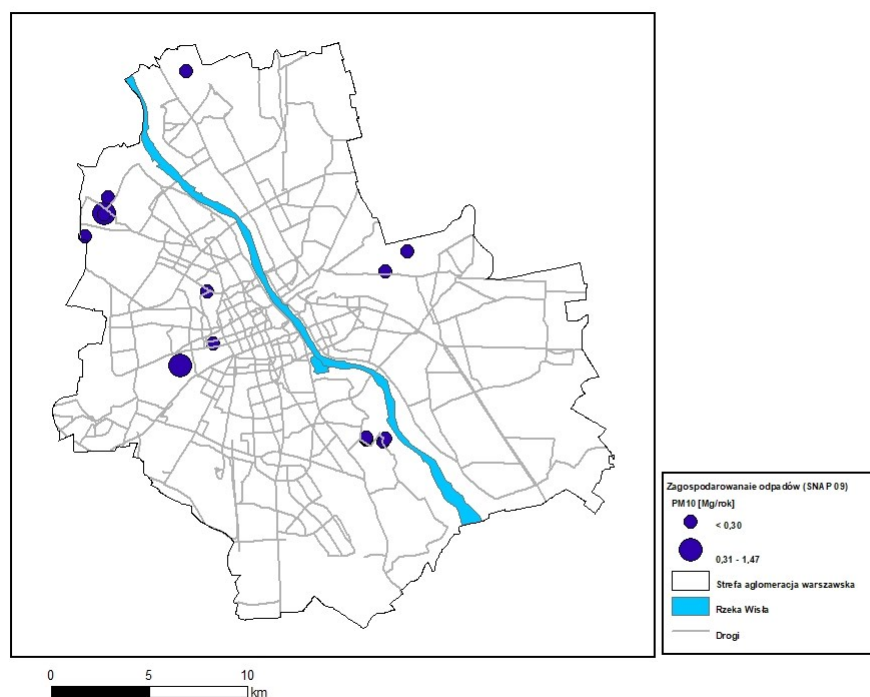 Zagospodarowanaie odpadów (SNAP 09)
PM10 [Mg/rok]
< 0,30
0,31 - 1,47
Strefa aglomeracja warszawska
Rzeka Wisła
Drogi
0 5 10
km